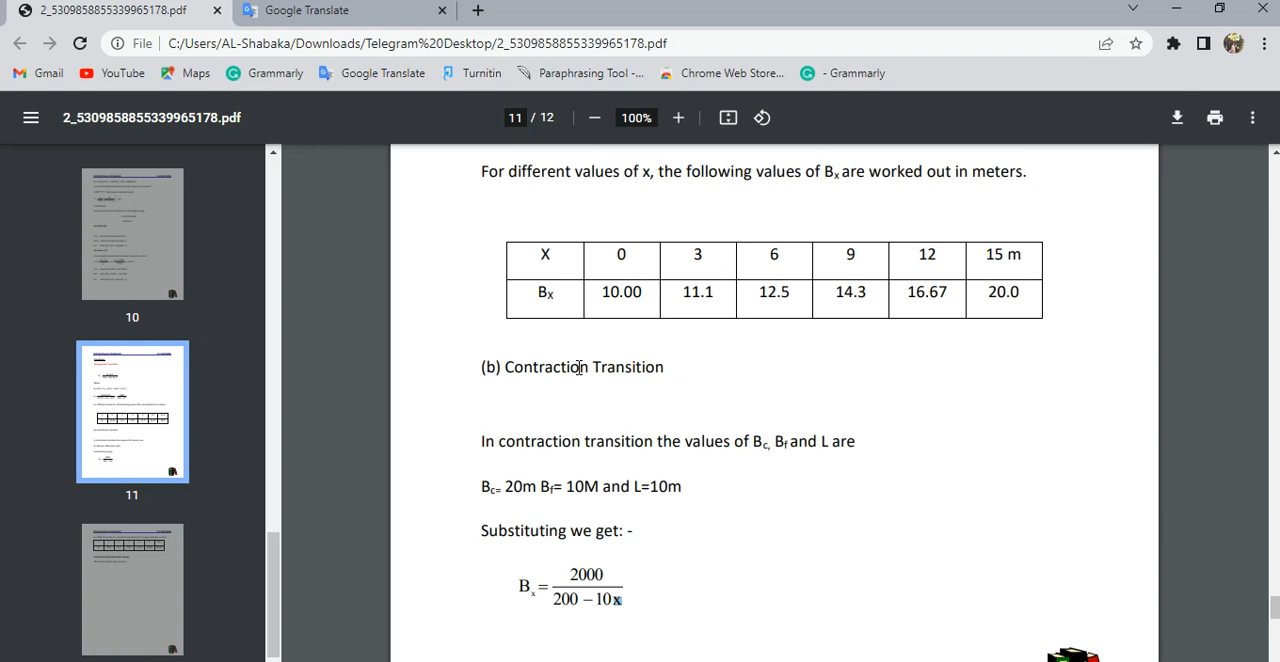 2_5309858855339965178.pdf
Google Translate
File | C:/Users/AL-Shabaka/Downloads/Telegram%20Desktop/2_5309858855339965178.pdf
Gmail YouTube Maps Grammarly Google Translate Turnitin Paraphrasing Tool -... Chrome Web Store... - Grammarly
2_5309858855339965178.pdf 11 / 12 100%
10
11
For different values of x, the following values of Bx are worked out in meters.
X 0 3 6 9 12 15 m
Bx 10.00 11.1 12.5 14.3 16.67 20.0
(b) Contraction Transition
In contraction transition the values of Bc, Bf and L are
Bc= 20m Bf= 10M and L=10m
Substituting we get: -
Bx = 2000
200 – 10x